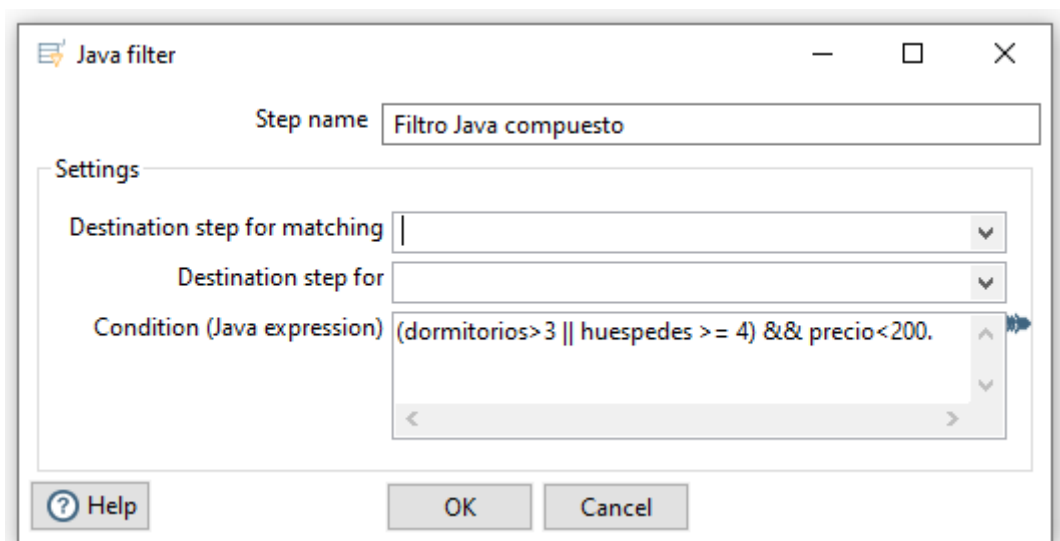 Java filter
Step name Filtro Java compuesto
Settings
Destination step for matching
Destination step for
Condition (Java expression) (dormitorios>3 || huespedes >= 4) && precio<200.
Help OK Cancel